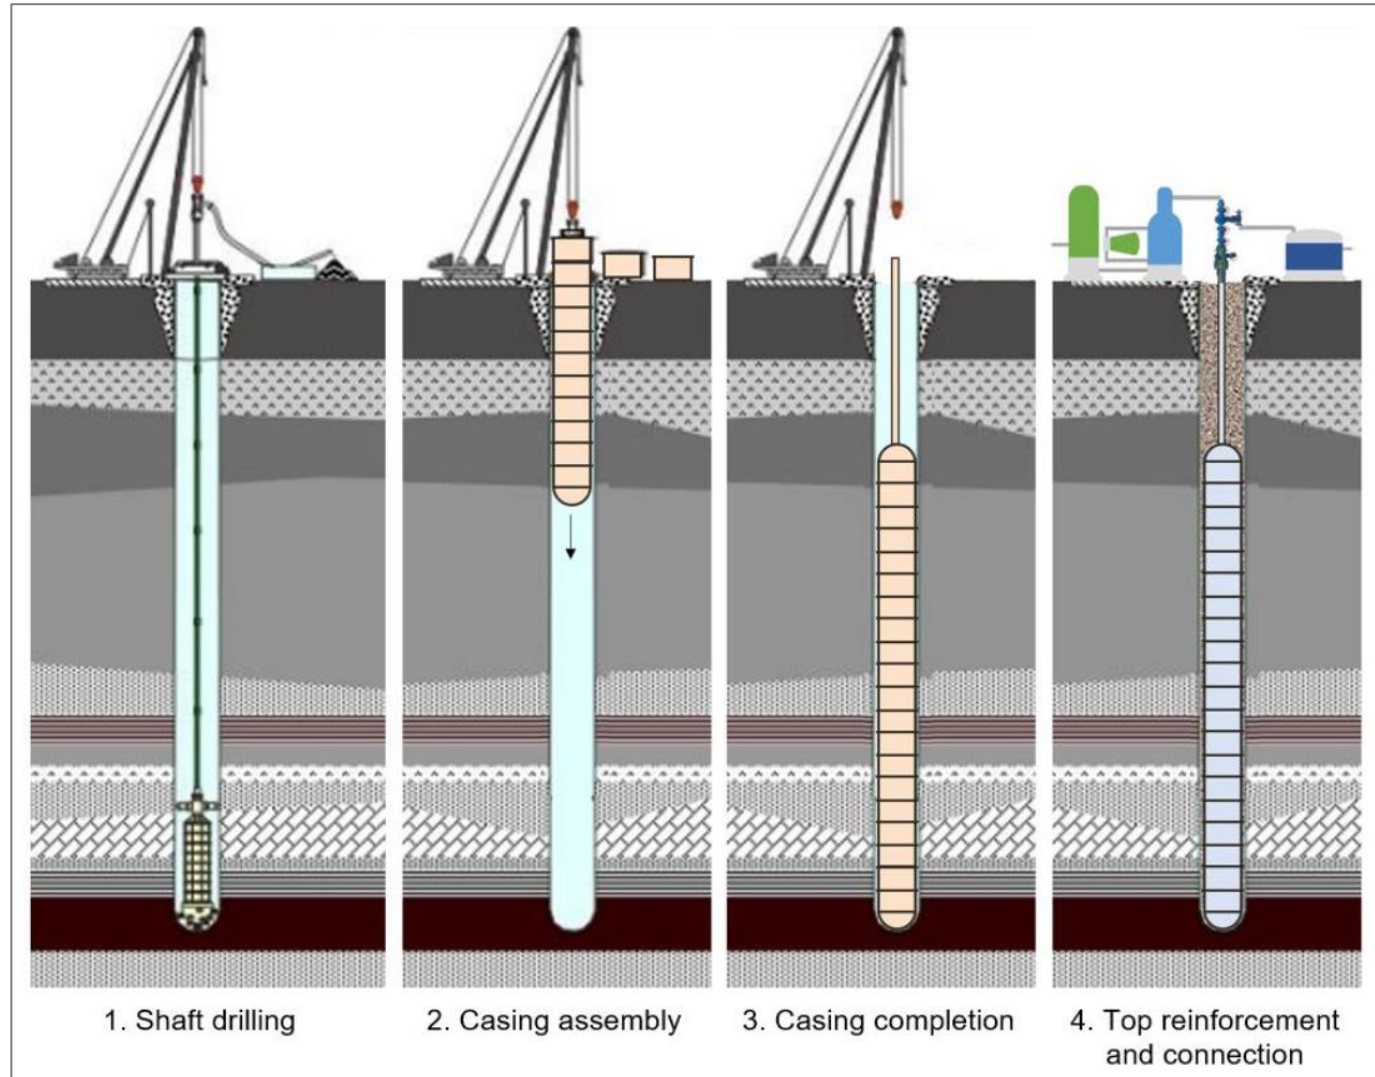 1. Shaft drilling
2. Casing assembly
3. Casing completion
4. Top reinforcement
and connection